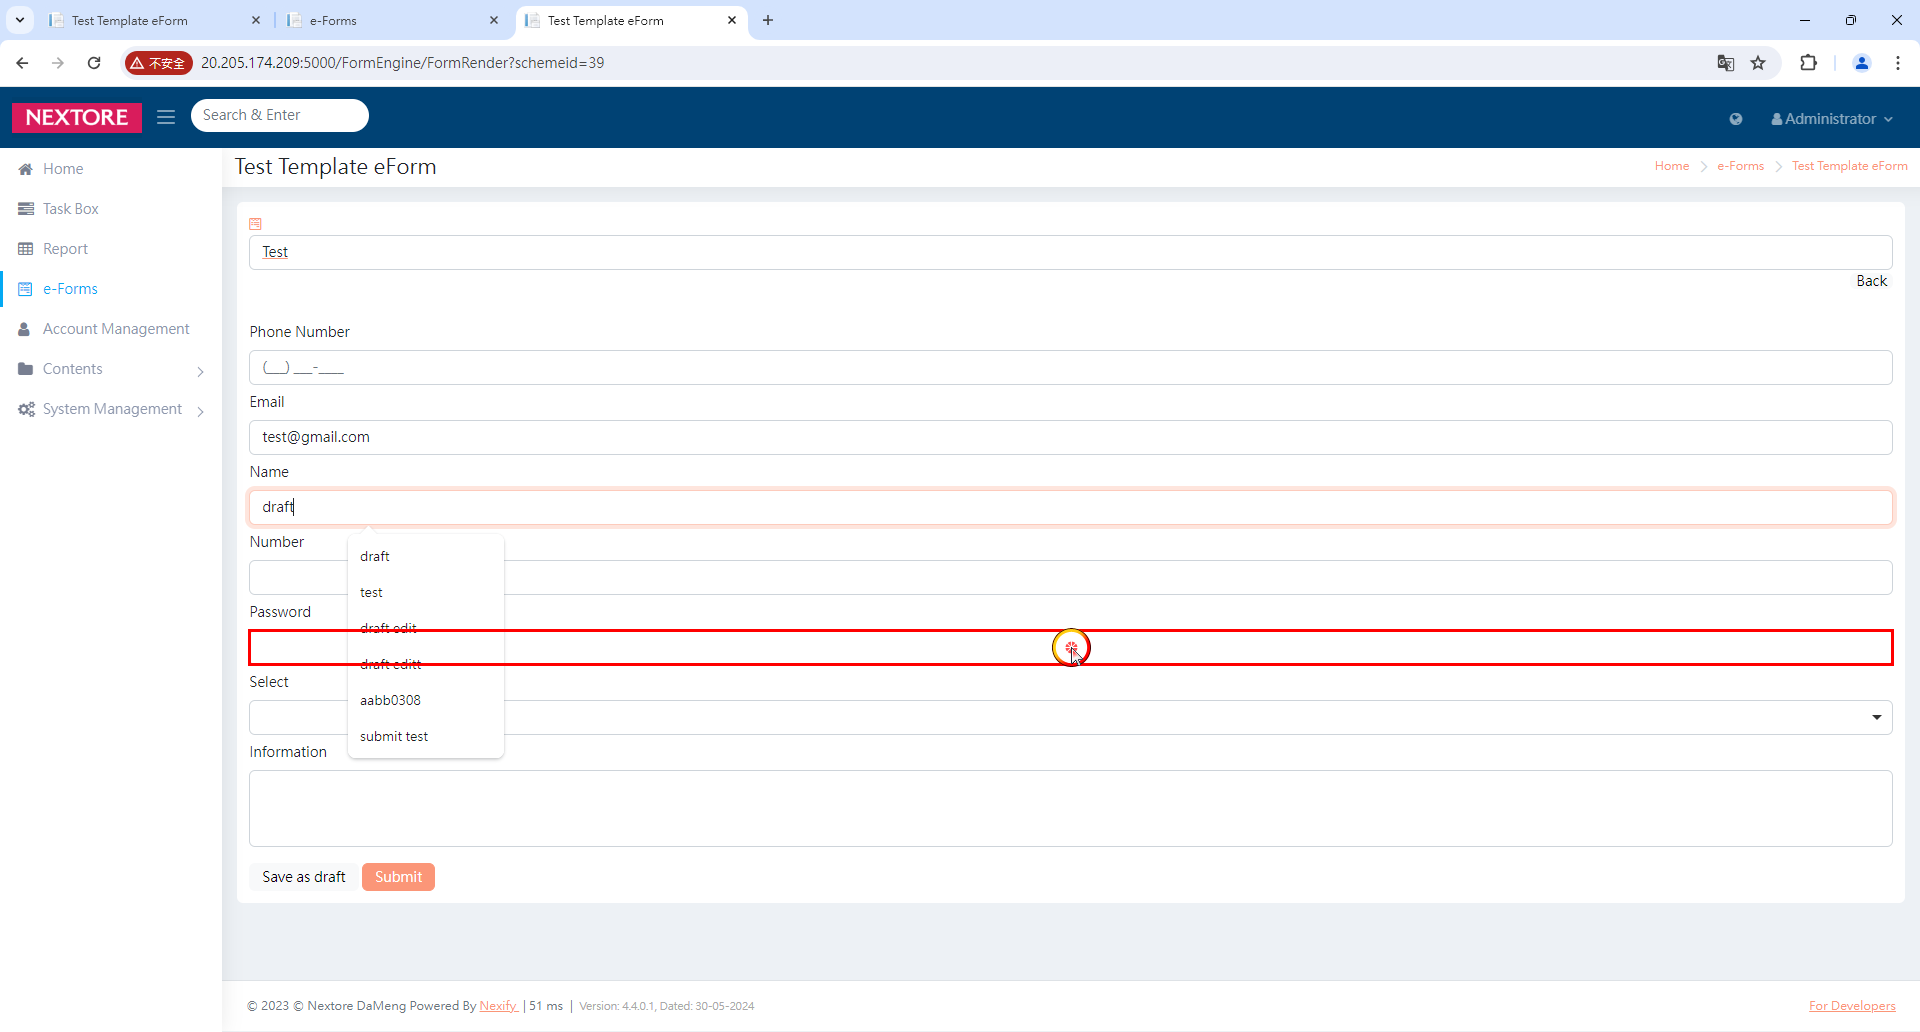 Test Template eForm
e-Forms
Test Template eForm
不安全
20.205.174.209:5000/FormEngine/FormRender?schemeid=39
NEXTORE
Search & Enter
Administrator
Home
Task Box
Report
e-Forms
Account Management
Contents
System Management
Test Template eForm
Home
e-Forms
Test Template eForm
Test
Back
Phone Number
(___) ___-____
Email
test@gmail.com
Name
draft
Number
draft
test
draft edit
draft editt
aabb0308
submit test
Password
Select
Information
Save as draft
Submit
© 2023 © Nextore DaMeng Powered By Nexify | 51 ms | Version: 4.4.0.1, Dated: 30-05-2024
For Developers